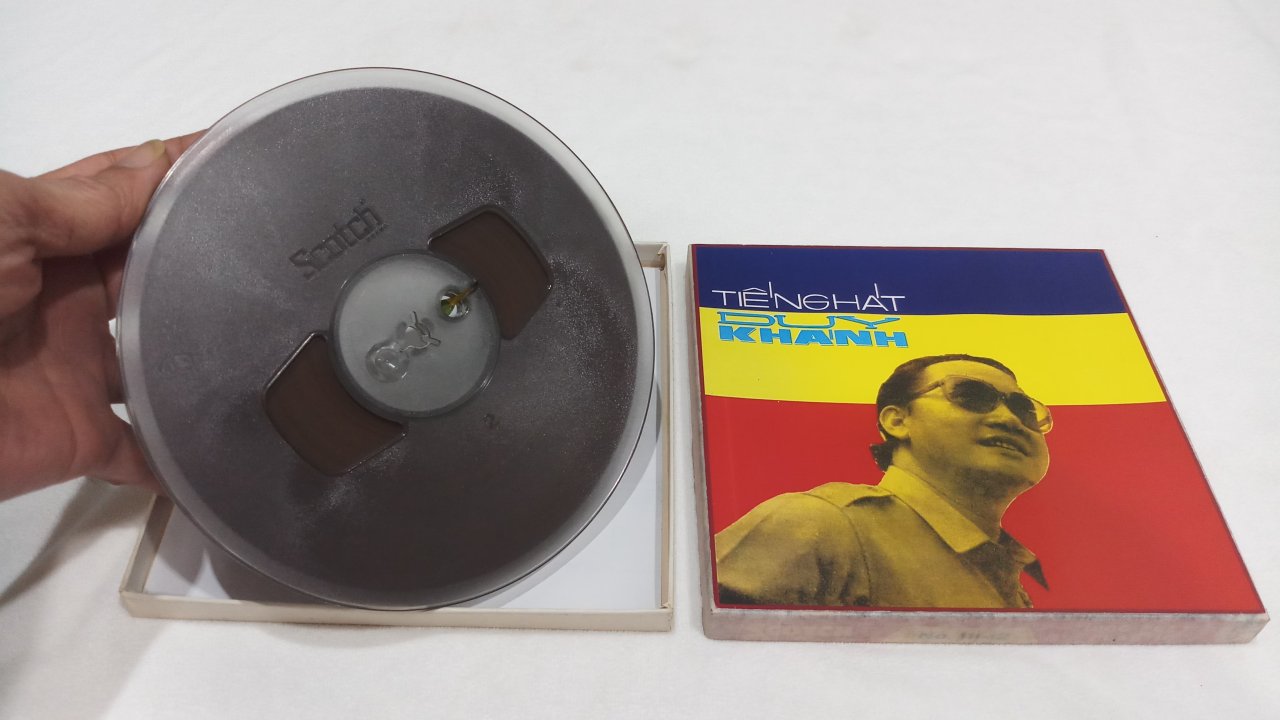 Scotch
TIẾNG HÁT
DUY
KHÁNH